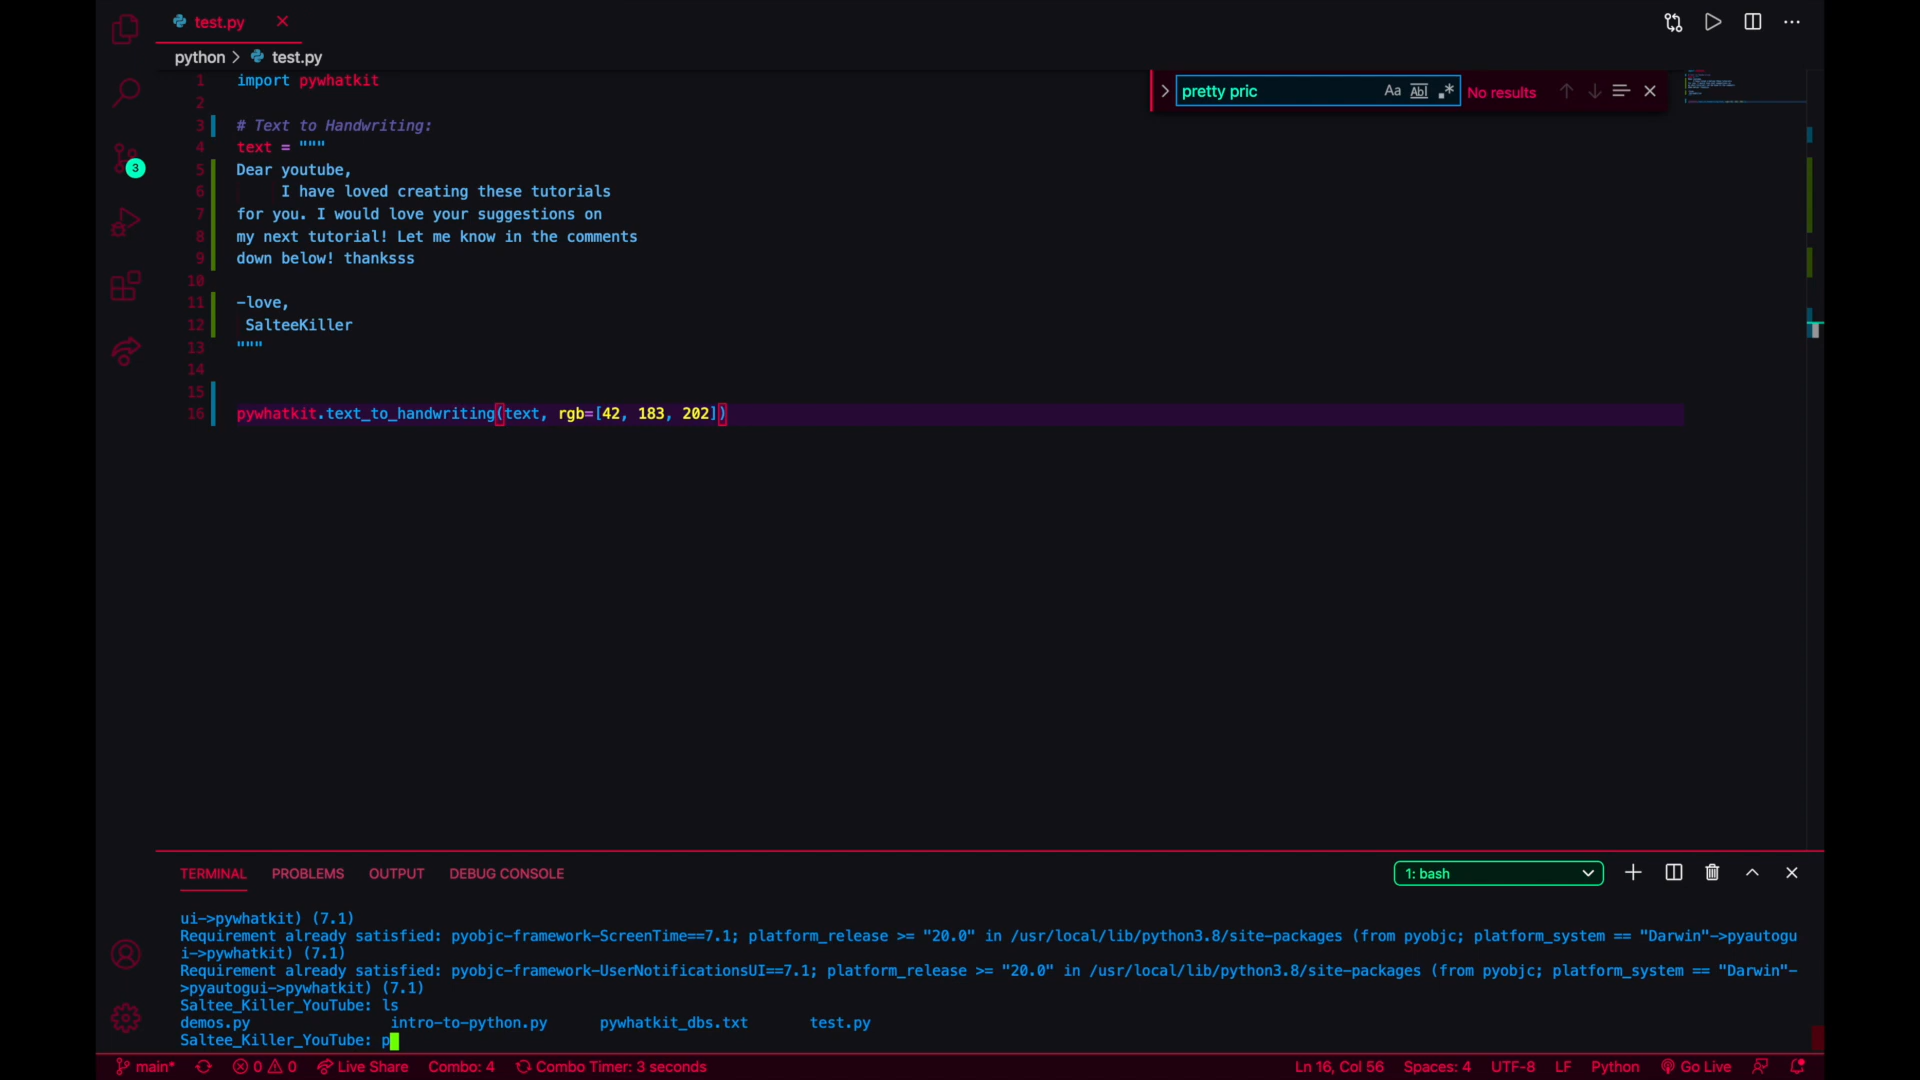 test.py
python > test.py
1 import pywhatkit
2
3 # Text to Handwriting:
4 text = """
5 Dear youtube,
6 I have loved creating these tutorials
7 for you. I would love your suggestions on
8 my next tutorial! Let me know in the comments
9 down below! thanksss
10
11 -love,
12 SalteeKiller
13 """
14
15
16 pywhatkit.text_to_handwriting(text, rgb=[42, 183, 202])
pretty pric Aa Abl .* No results
3
TERMINAL PROBLEMS OUTPUT DEBUG CONSOLE 1: bash
ui->pywhatkit) (7.1)
Requirement already satisfied: pyobjc-framework-ScreenTime==7.1; platform_release >= "20.0" in /usr/local/lib/python3.8/site-packages (from pyobjc; platform_system == "Darwin"->pyautogu
i->pywhatkit) (7.1)
Requirement already satisfied: pyobjc-framework-UserNotificationsUI==7.1; platform_release >= "20.0" in /usr/local/lib/python3.8/site-packages (from pyobjc; platform_system == "Darwin"-
>pyautogui->pywhatkit) (7.1)
Saltee_Killer_YouTube: ls
demos.py intro-to-python.py pywhatkit_dbs.txt test.py
Saltee_Killer_YouTube: p
main* 0 0 Live Share Combo: 4 Combo Timer: 3 seconds Ln 16, Col 56 Spaces: 4 UTF-8 LF Python Go Live